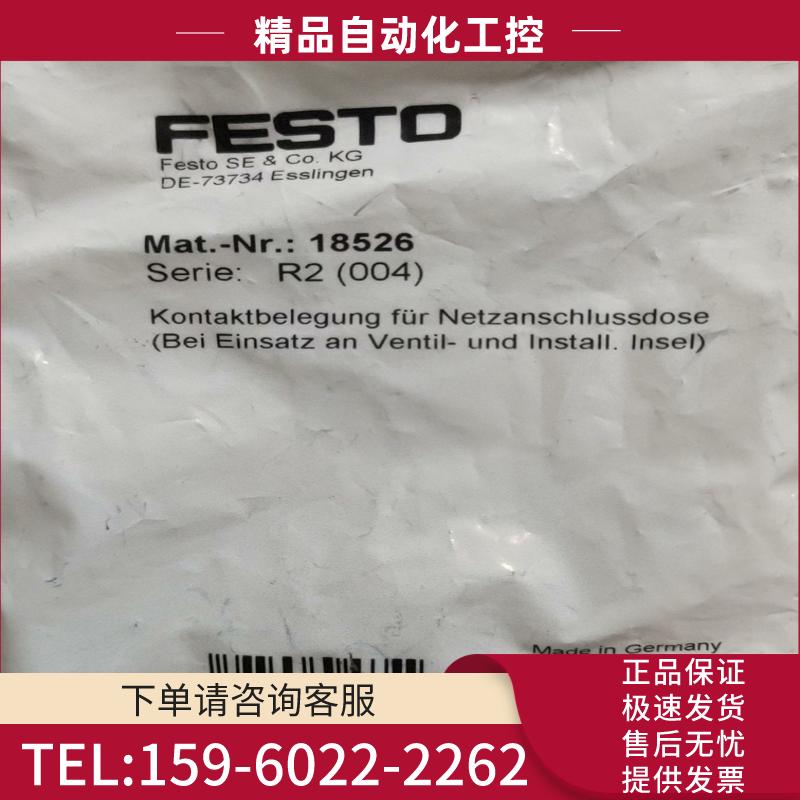 精品自动化工控
FESTO
Festo SE & Co. KG
DE-73734 Esslingen
Mat.-Nr.: 18526
Serie: R2 (004)
Kontaktbelegung für Netzanschlussdose
(Bei Einsatz an Ventil- und Install. Insel)
Made in Germany
下单请咨询客服
TEL:159-6022-2262
正品保证
极速发货
售后无忧
提供发票